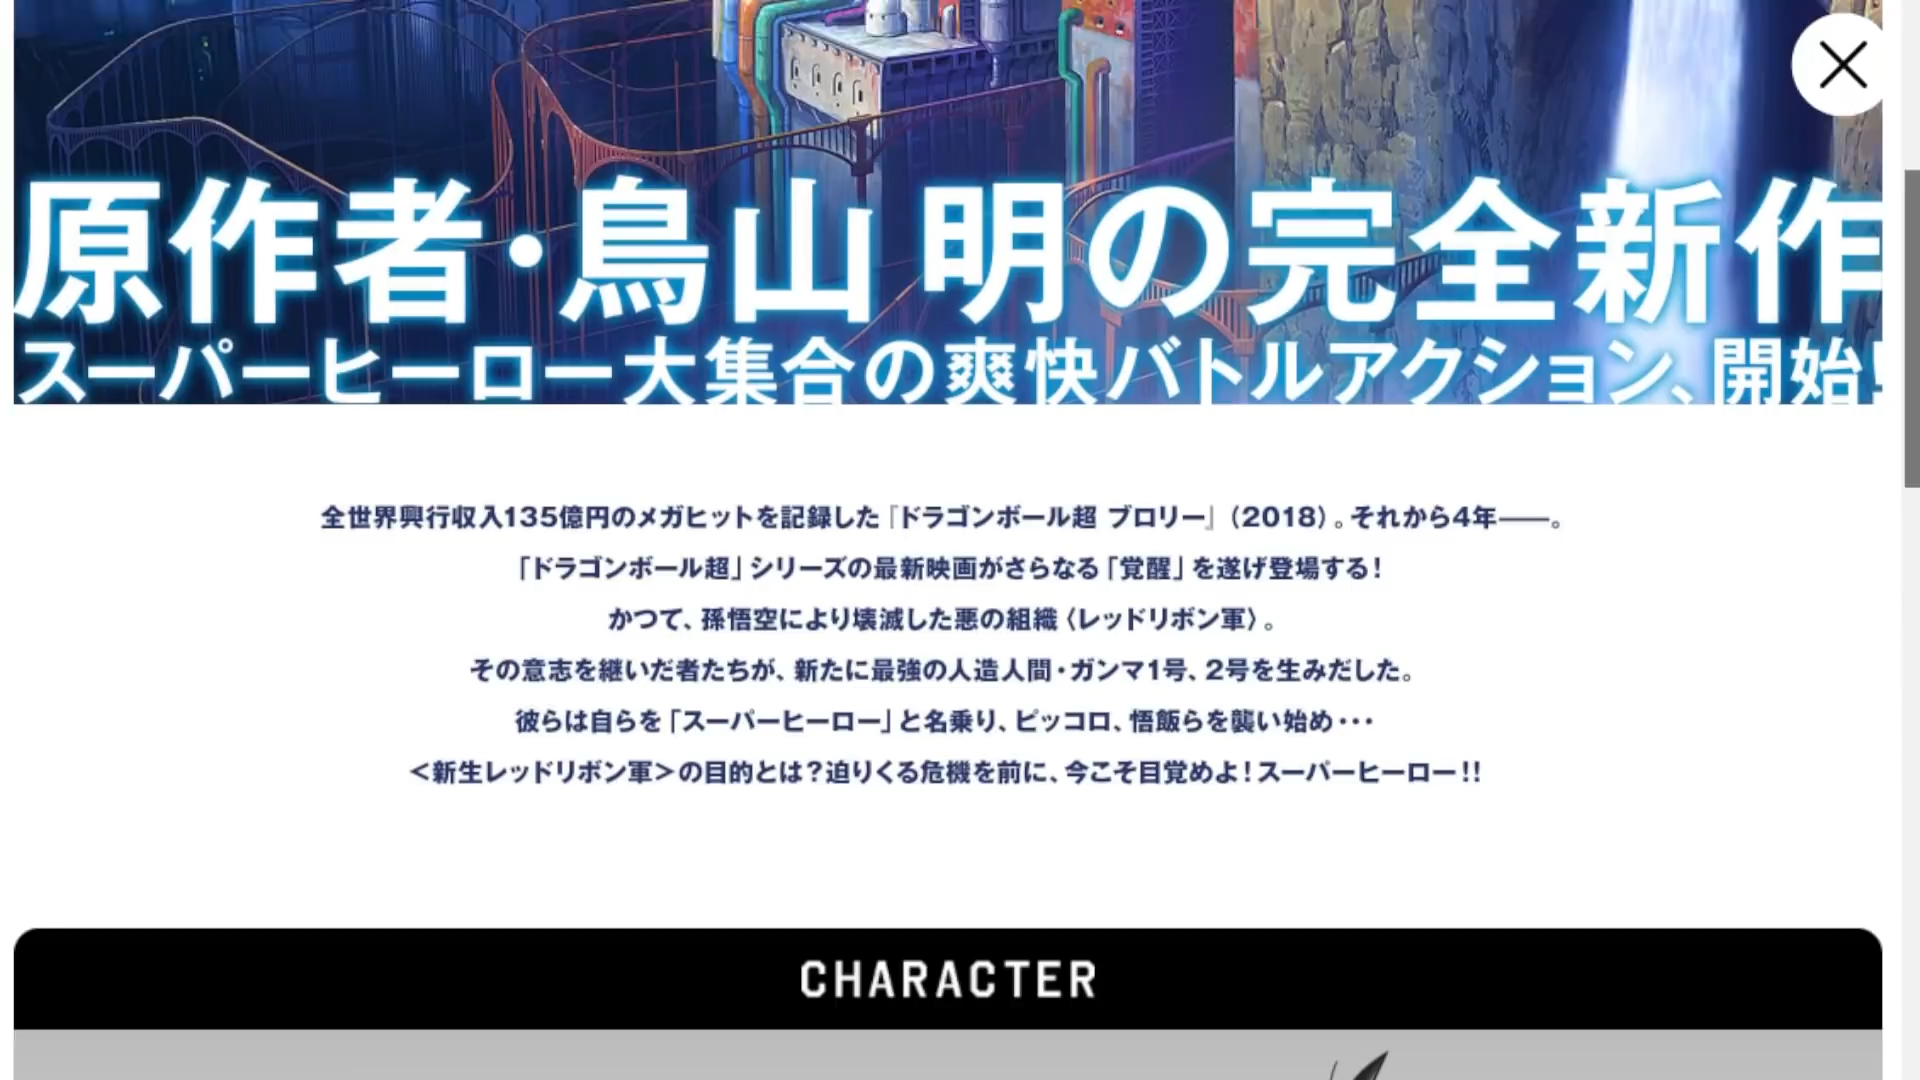 原作者・鳥山明の完全新作
スーパーヒーロー大集合の爽快バトルアクション、開始!
全世界興行収入135億円のメガヒットを記録した『ドラゴンボール超 ブロリー』(2018)。それから4年――。
「ドラゴンボール超」シリーズの最新映画がさらなる「覚醒」を遂げ登場する!
かつて、孫悟空により壊滅した悪の組織〈レッドリボン軍〉。
その意志を継いだ者たちが、新たに最強の人造人間・ガンマ1号、2号を生みだした。
彼らは自らを「スーパーヒーロー」と名乗り、ピッコロ、悟飯らを襲い始め・・・
<新生レッドリボン軍>の目的とは?迫りくる危機を前に、今こそ目覚めよ!スーパーヒーロー!!
CHARACTER